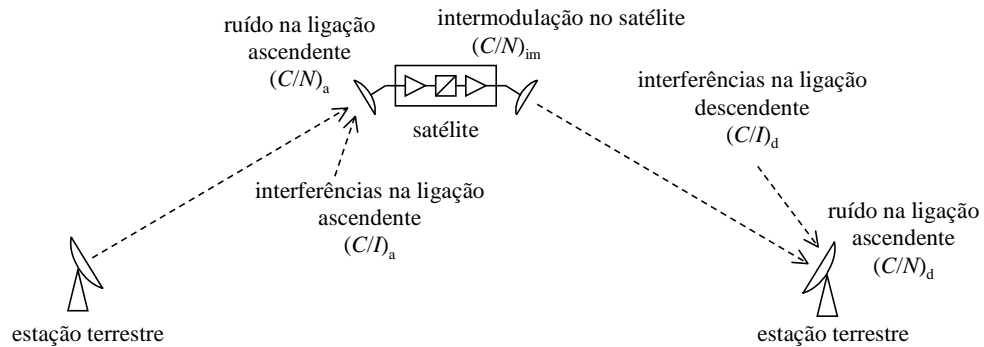 ruído na ligação
ascendente
(C/N)a
intermodulação no satélite
(C/N)im
satélite
interferências na ligação
descendente
(C/I)d
interferências na ligação
ascendente
(C/I)a
ruído na ligação
ascendente
(C/N)d
estação terrestre
estação terrestre